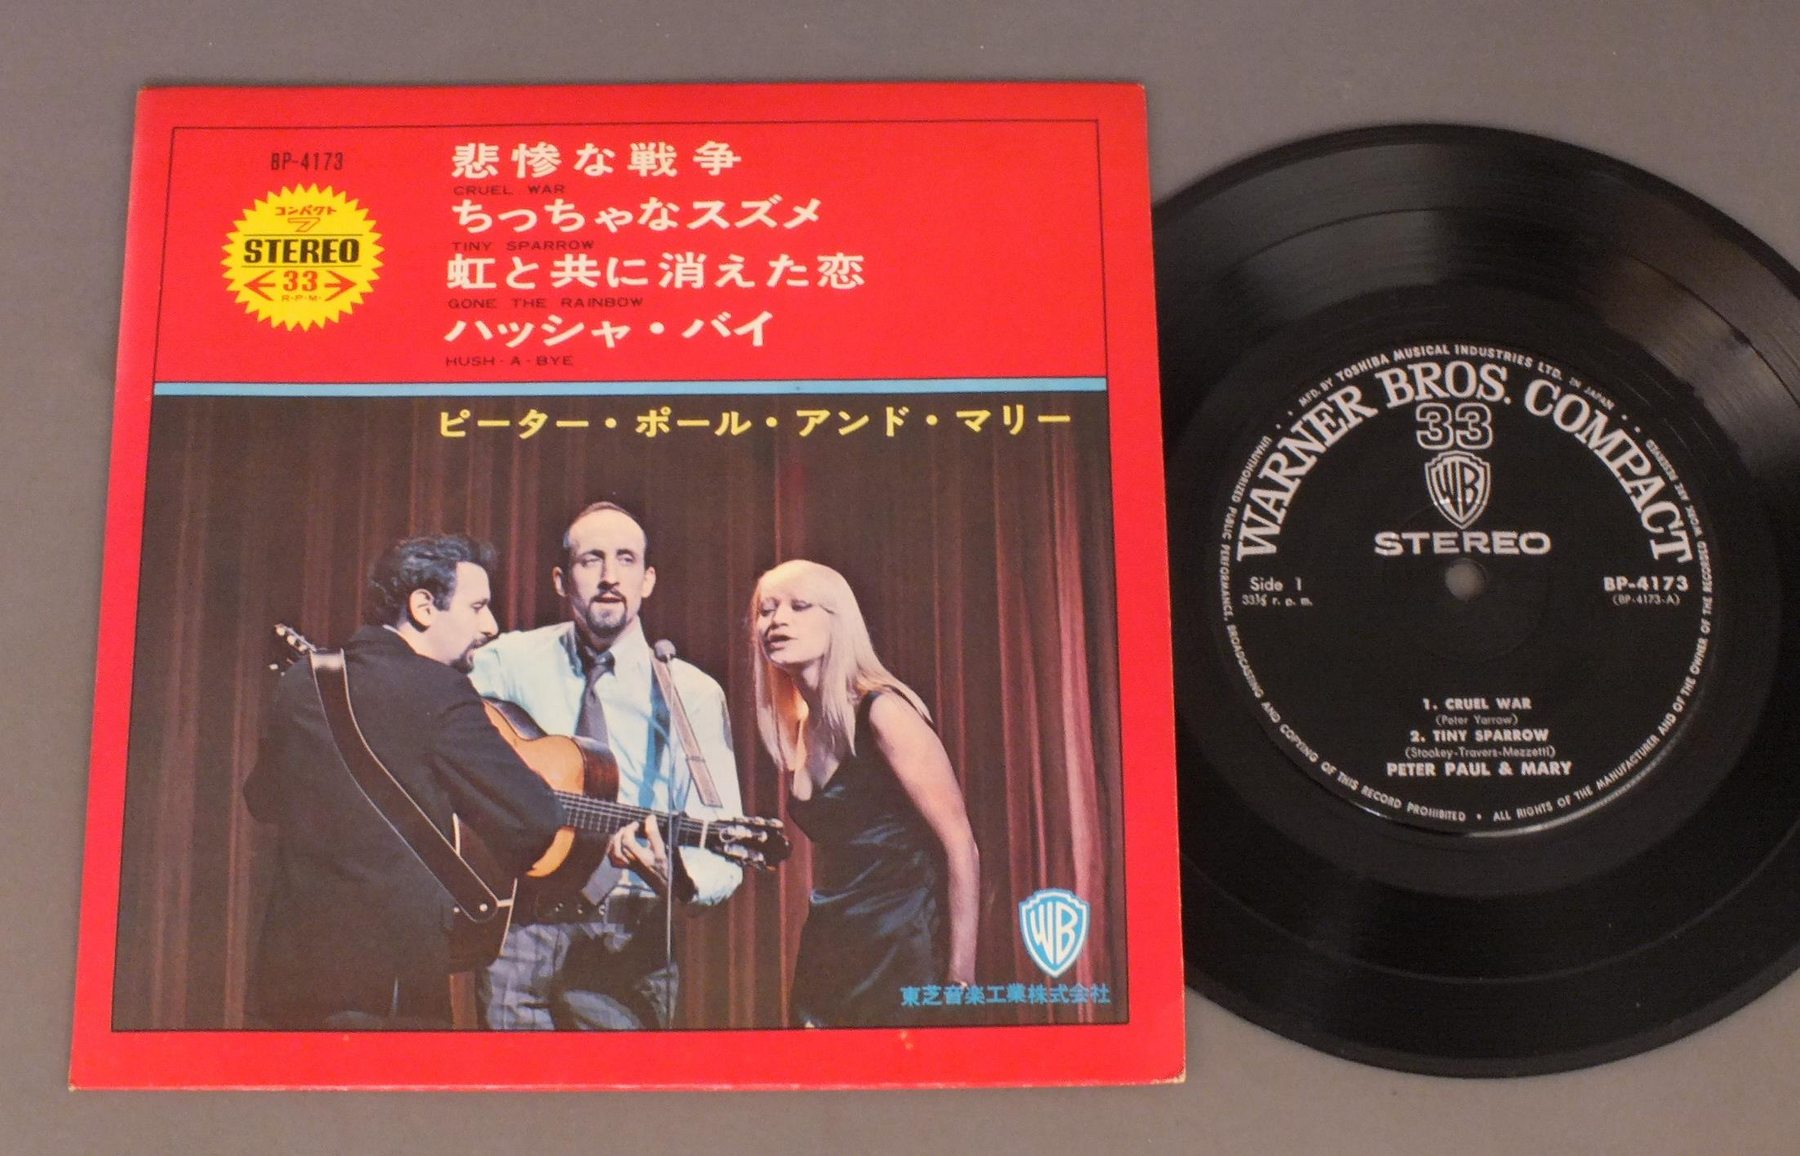 BP-4173
コンパクト
7
STEREO
33
R・P・M・
悲惨な戦争
CRUEL WAR
ちっちゃなスズメ
TINY SPARROW
虹と共に消えた恋
GONE THE RAINBOW
ハッシャ・バイ
HUSH-A-BYE
ピーター・ポール・アンド・マリー
WB
東芝音楽工業株式会社
MFD. BY TOSHIBA MUSICAL INDUSTRIES LTD. IN JAPAN
WARNER BROS. COMPACT
33
WB
STEREO
Side 1
33⅓ r. p. m.
BP-4173
(BP-4173-A)
1. CRUEL WAR
(Peter Yarrow)
2. TINY SPARROW
(Stookey-Travers-Mezzetti)
PETER PAUL & MARY
UNAUTHORIZED PUBLIC PERFORMANCE, BROADCASTING AND COPYING OF THIS RECORD PROHIBITED • ALL RIGHTS OF THE MANUFACTURER AND OF THE OWNER OF THE RECORDED WORK ARE RESERVED